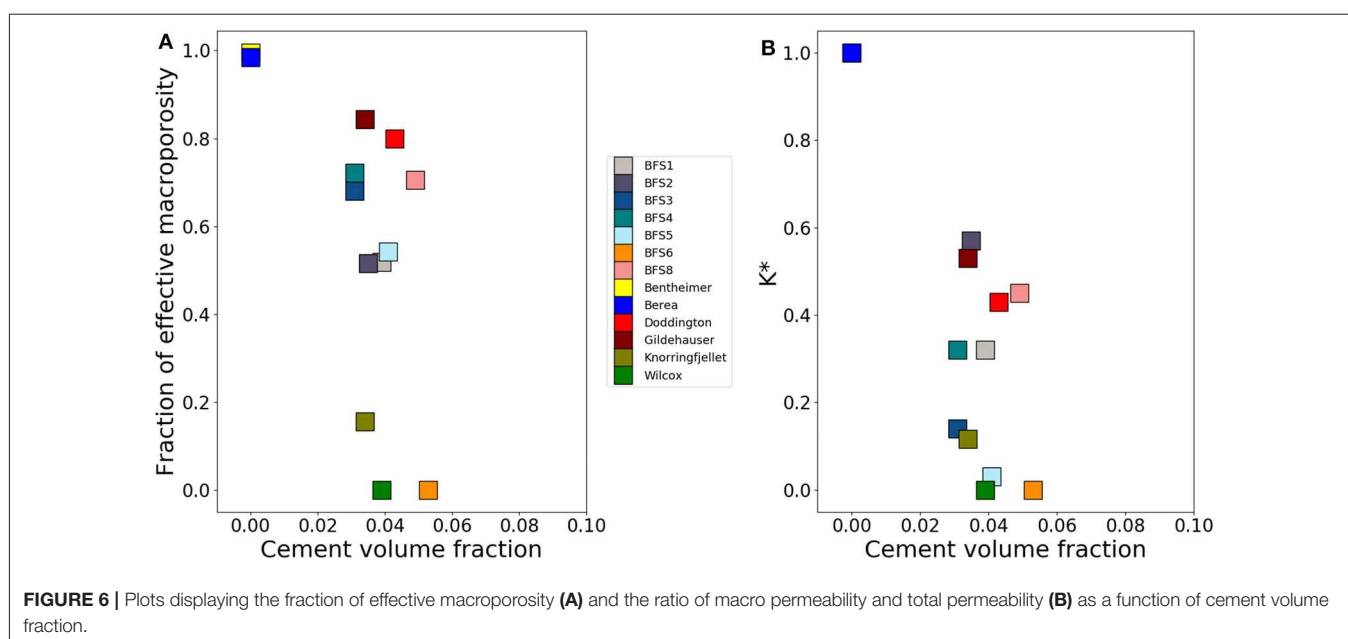 A
Fraction of effective macroporosity
1.0
0.8
0.6
0.4
0.2
0.0
0.00 0.02 0.04 0.06 0.08 0.10
Cement volume fraction
BFS1
BFS2
BFS3
BFS4
BFS5
BFS6
BFS8
Bentheimer
Berea
Doddington
Gildehauser
Knorringfjellet
Wilcox
B
K*
1.0
0.8
0.6
0.4
0.2
0.0
0.00 0.02 0.04 0.06 0.08 0.10
Cement volume fraction
FIGURE 6 | Plots displaying the fraction of effective macroporosity (A) and the ratio of macro permeability and total permeability (B) as a function of cement volume
fraction.